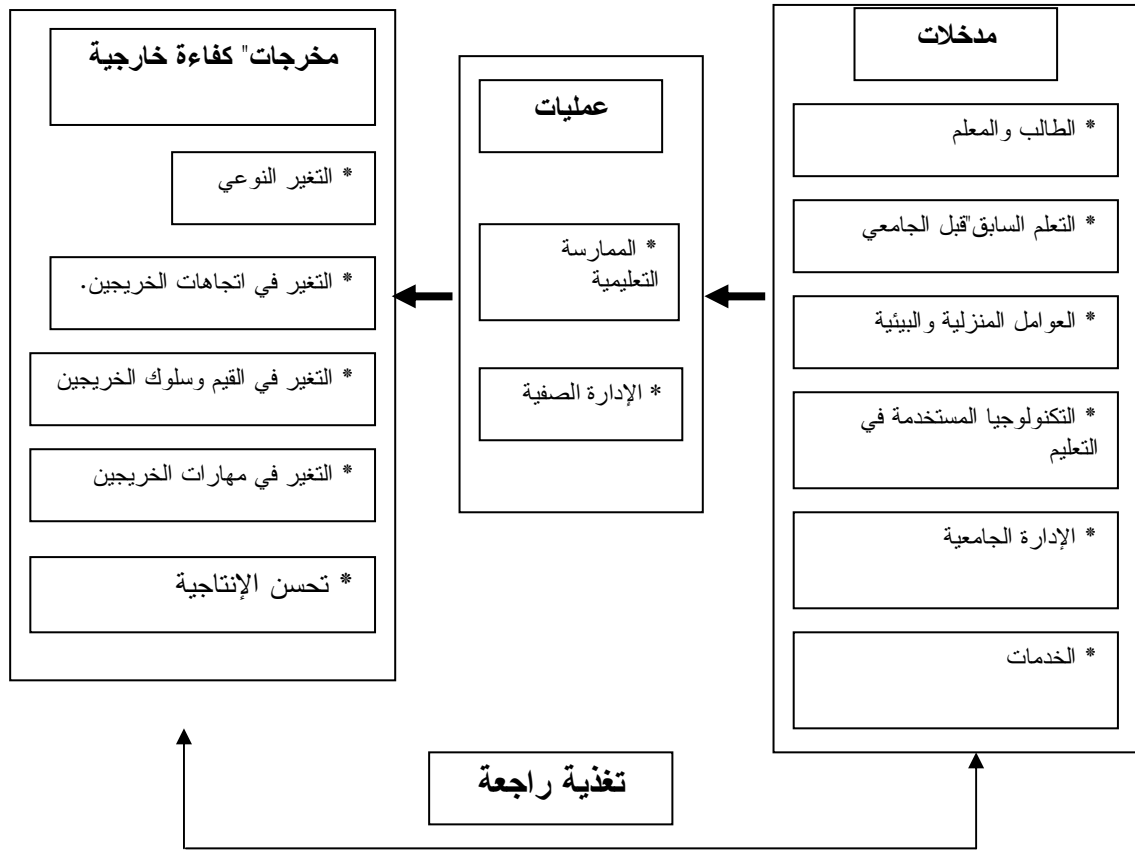 مدخلات
* الطالب والمعلم
* التعلم السابق"قبل الجامعي
* العوامل المنزلية والبيئية
* التكنولوجيا المستخدمة في
التعليم
* الإدارة الجامعية
* الخدمات
عمليات
* الممارسة
التعليمية
* الإدارة الصفية
مخرجات" كفاءة خارجية
* التغير النوعي
* التغير في اتجاهات الخريجين.
* التغير في القيم وسلوك الخريجين
* التغير في مهارات الخريجين
* تحسن الإنتاجية
تغذية راجعة